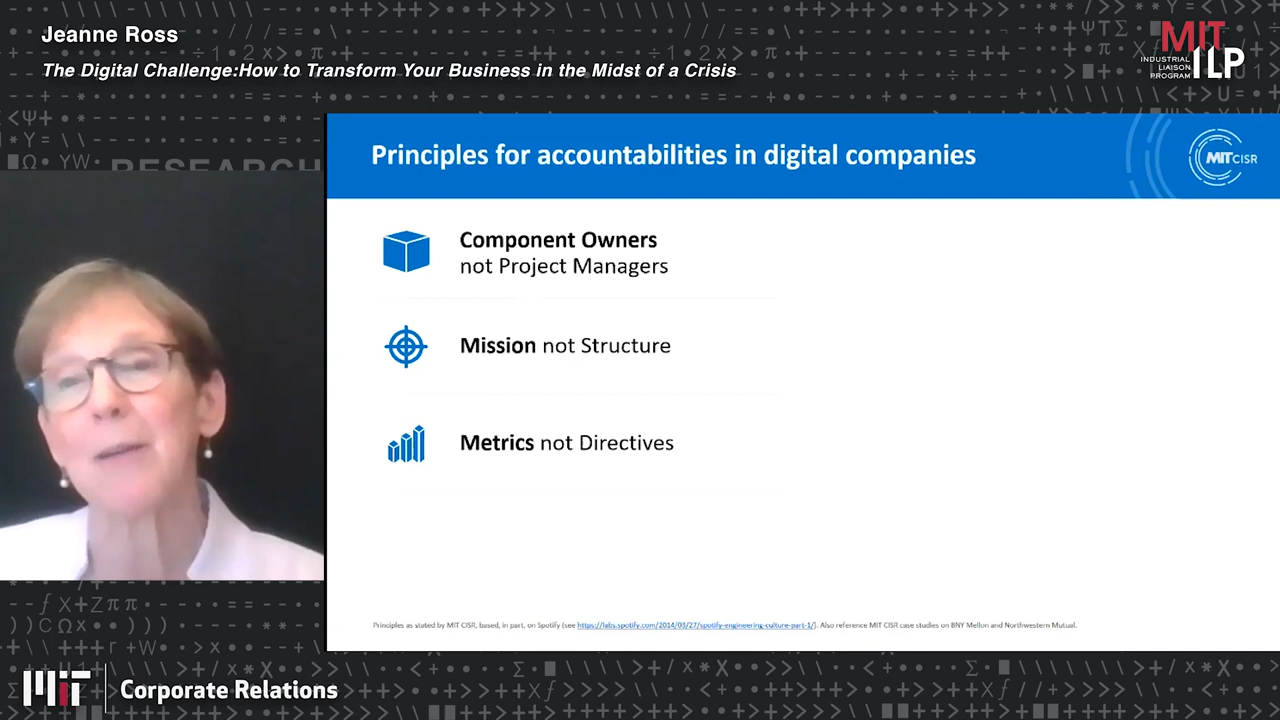 Jeanne Ross
The Digital Challenge:How to Transform Your Business in the Midst of a Crisis
MIT
INDUSTRIAL
LIAISON
PROGRAM
ILP
RESEARCH
Principles for accountabilities in digital companies
MIT CISR
Component Owners
not Project Managers
Mission not Structure
Metrics not Directives
Principles as stated by MIT CISR, based, in part, on Spotify (see https://labs.spotify.com/2014/03/27/spotify-engineering-culture-part-1/). Also reference MIT CISR case studies on BNY Mellon and Northwestern Mutual.
MIT
Corporate Relations